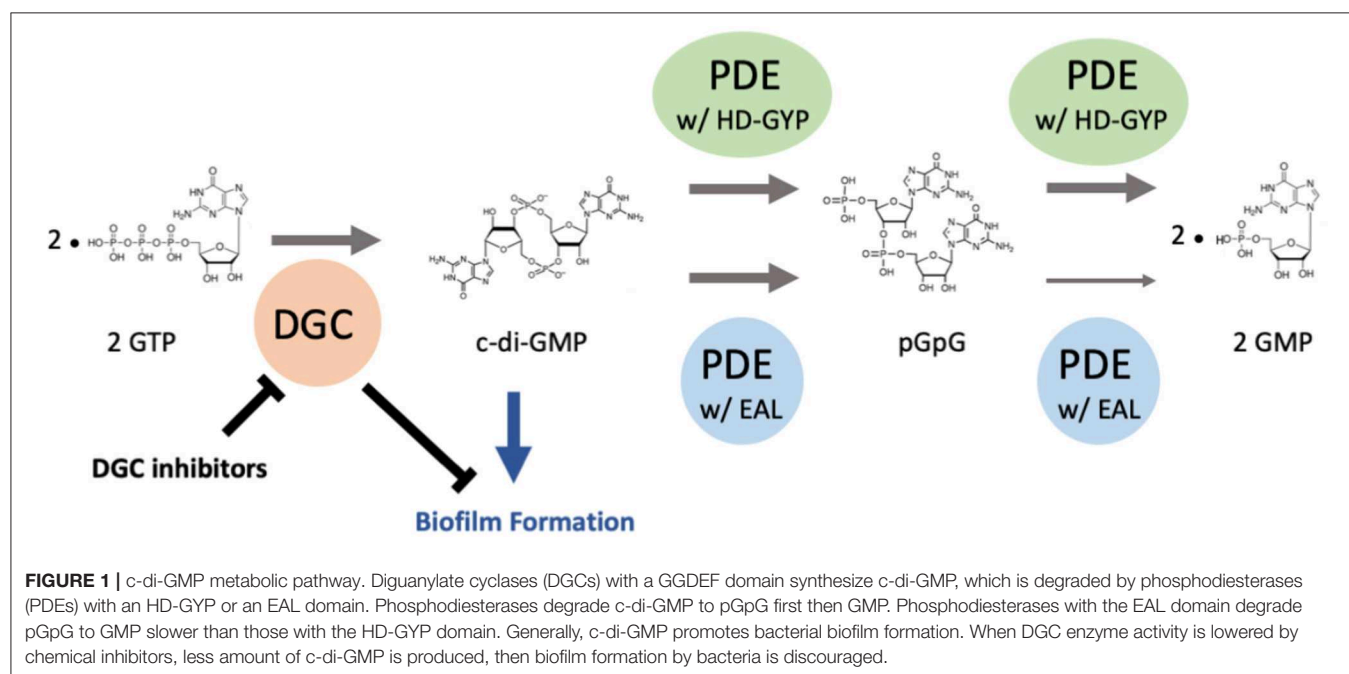 PDE
w/ HD-GYP
PDE
w/ HD-GYP
2 •
2 •
2 GTP
DGC
c-di-GMP
pGpG
2 GMP
PDE
w/ EAL
PDE
w/ EAL
DGC inhibitors
Biofilm Formation
FIGURE 1 | c-di-GMP metabolic pathway. Diguanylate cyclases (DGCs) with a GGDEF domain synthesize c-di-GMP, which is degraded by phosphodiesterases
(PDEs) with an HD-GYP or an EAL domain. Phosphodiesterases degrade c-di-GMP to pGpG first then GMP. Phosphodiesterases with the EAL domain degrade
pGpG to GMP slower than those with the HD-GYP domain. Generally, c-di-GMP promotes bacterial biofilm formation. When DGC enzyme activity is lowered by
chemical inhibitors, less amount of c-di-GMP is produced, then biofilm formation by bacteria is discouraged.